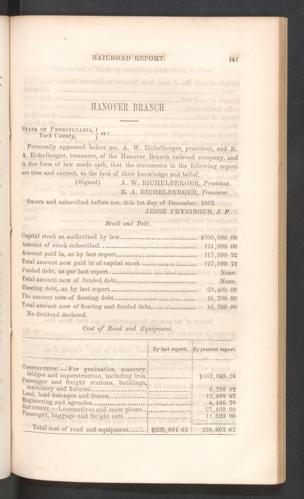 RAILROAD REPORT. 141
HANOVER BRANCH
STATE OF PENNSYLVANIA, } ss:
York County, }
Personally appeared before me, A. W. Eichelberger, president, and R.
A. Eichelberger, treasurer, of the Hanover Branch railroad company, and
in due form of law made oath, that the statements in the following report
are true and correct, to the best of their knowledge and belief.
(Signed) A. W. EICHELBERGER, President.
R. A. EICHELBERGER, Treasurer.
Sworn and subscribed before me, this 1st day of December, 1863.
JESSE FRYSINGER, J. P.
Stock and Debt.
Capital stock as authorized by law $300,000 00
Amount of stock subscribed 121,000 00
Amount paid in, as by last report 117,599 72
Total amount now paid in of capital stock 117,599 72
Funded debt, as per last report None.
Total amount now of funded debt None.
Floating debt, as by last report 23,400 00
The amount now of floating debt 16,700 00
Total amount now of floating and funded debt 16,700 00
No dividend declared.
Cost of Road and Equipment.
By last report. By present report.
CONSTRUCTION.—For graduation, masonry,
bridges and superstruction, including iron $163,045 24
Passenger and freight stations, buildings,
machinery and fixtures
Land, land damages and fences
Engineering and agencies 4,466 70
EQUIPMENT.—Locomotives and snow plows 27,450 00
Passenger, baggage and freight cars 11,520 00
Total cost of road and equipment $228,801 63 228,801 63